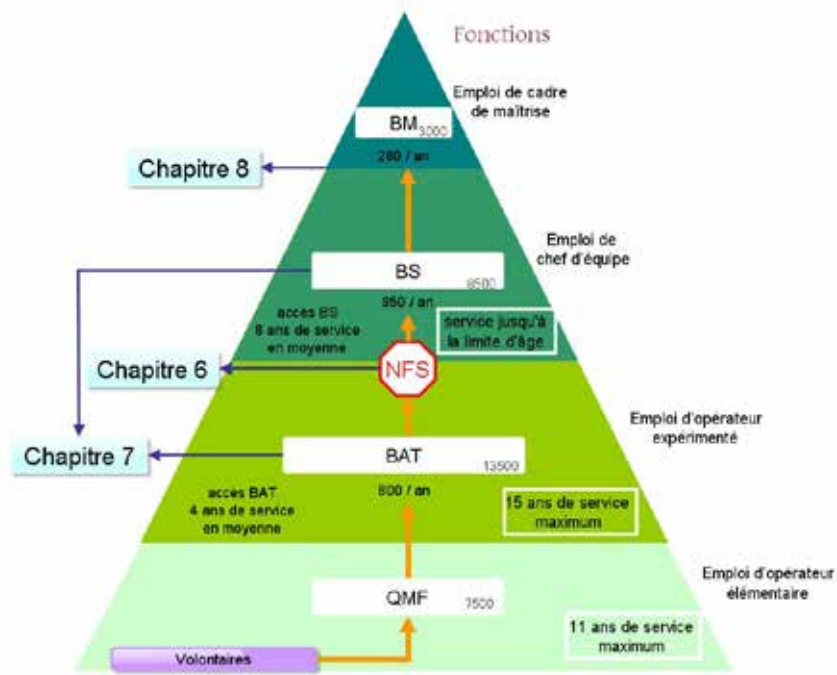 Fonctions
Emploi de cadre
de maîtrise
BM 3000
280 / an
Chapitre 8
Emploi de
chef d'équipe
BS 8500
950 / an
accès BS
8 ans de service
en moyenne
service jusqu'à
la limite d'âge
NFS
Chapitre 6
Emploi d'opérateur
expérimenté
Chapitre 7
BAT 13500
800 / an
accès BAT
4 ans de service
en moyenne
15 ans de service
maximum
Emploi d'opérateur
élémentaire
QMF 7500
11 ans de service
maximum
Volontaires